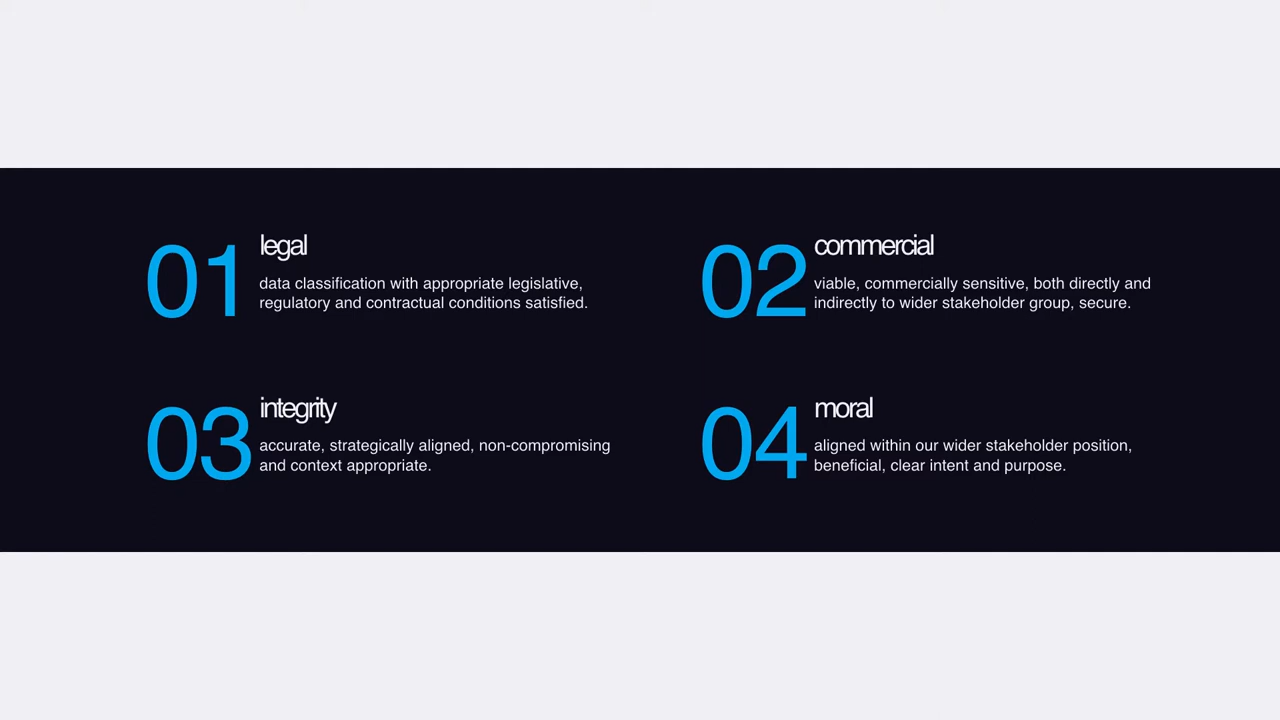 01
legal
data classification with appropriate legislative,
regulatory and contractual conditions satisfied.
02
commercial
viable, commercially sensitive, both directly and
indirectly to wider stakeholder group, secure.
03
integrity
accurate, strategically aligned, non-compromising
and context appropriate.
04
moral
aligned within our wider stakeholder position,
beneficial, clear intent and purpose.